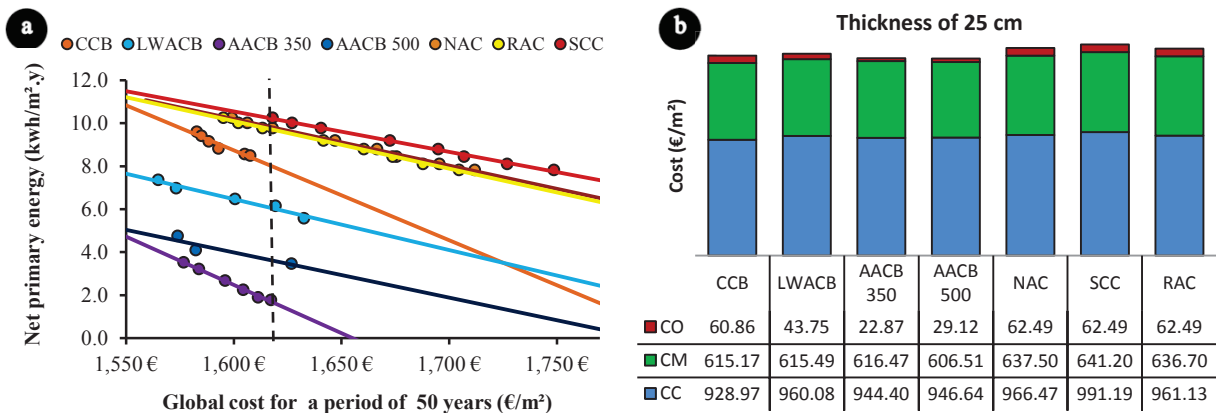 a
CCB LWACB AACB 350 AACB 500 NAC RAC SCC
Net primary energy (kwh/m².y)
12.0
10.0
8.0
6.0
4.0
2.0
0.0
1,550 € 1,600 € 1,650 € 1,700 € 1,750 €
Global cost for a period of 50 years (€/m²)
b
Thickness of 25 cm
Cost (€/m²)
CCB LWACB AACB 350 AACB 500 NAC SCC RAC
CO 60.86 43.75 22.87 29.12 62.49 62.49 62.49
CM 615.17 615.49 616.47 606.51 637.50 641.20 636.70
CC 928.97 960.08 944.40 946.64 966.47 991.19 961.13